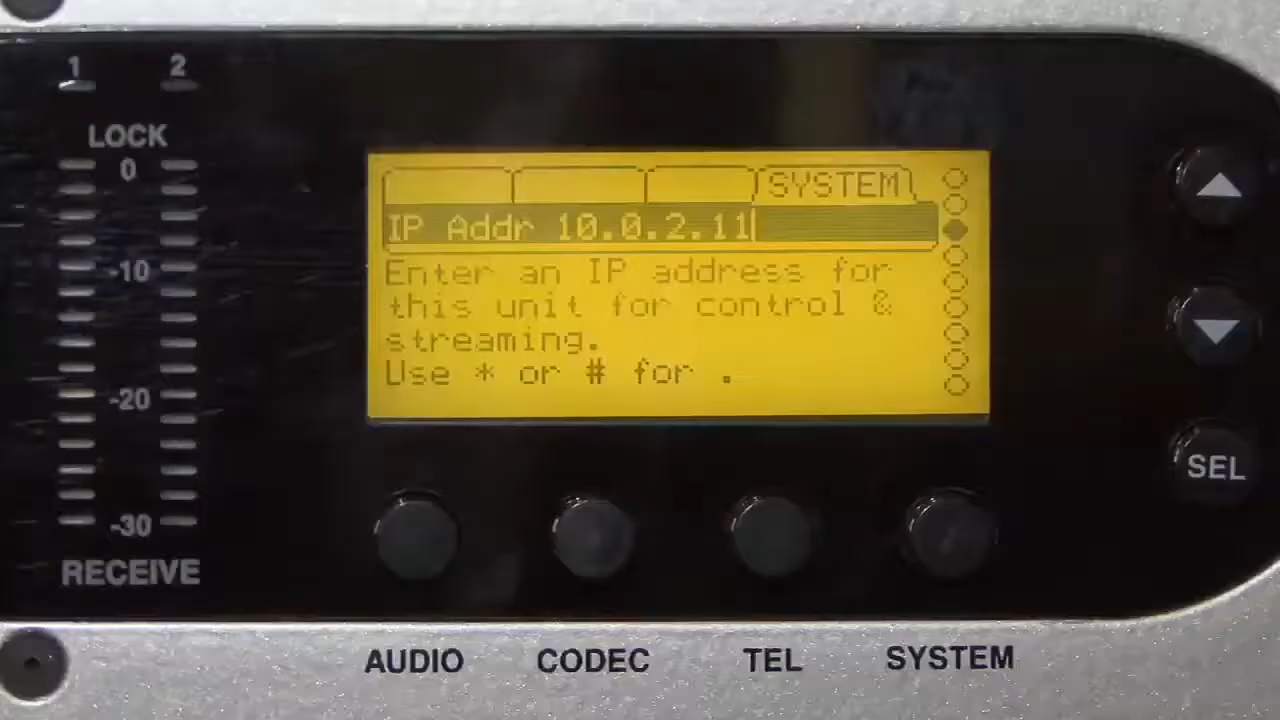 1 2
LOCK
0
-10
-20
-30
RECEIVE
SYSTEM
IP Addr 10.0.2.11
Enter an IP address for
this unit for control &
streaming.
Use * or # for .
SEL
AUDIO CODEC TEL SYSTEM